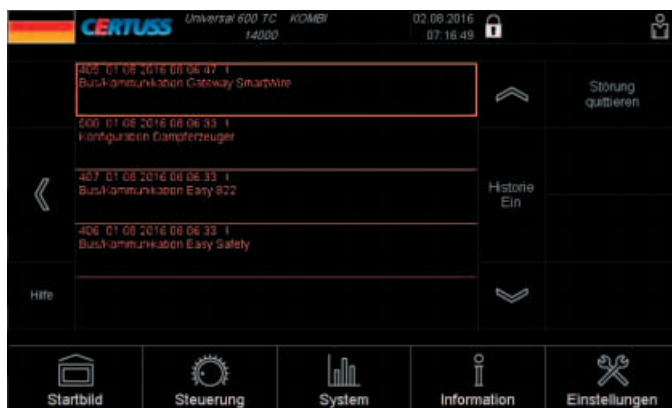 CERTUSS
Universal 600 TC KOMBI
14000
02.08.2016
07:16:49
405 01.08.2016 08:06:47 1
Bus/Kommunikation Gateway SmartWire
500 01.08.2016 08:06:33 1
Konfiguration Dampferzeuger
407 01.08.2016 08:06:33 1
Bus/Kommunikation Easy 822
406 01.08.2016 08:06:33 1
Bus/Kommunikation Easy Safety
Störung
quittieren
Historie
Ein
Hilfe
Startbild
Steuerung
System
Information
Einstellungen